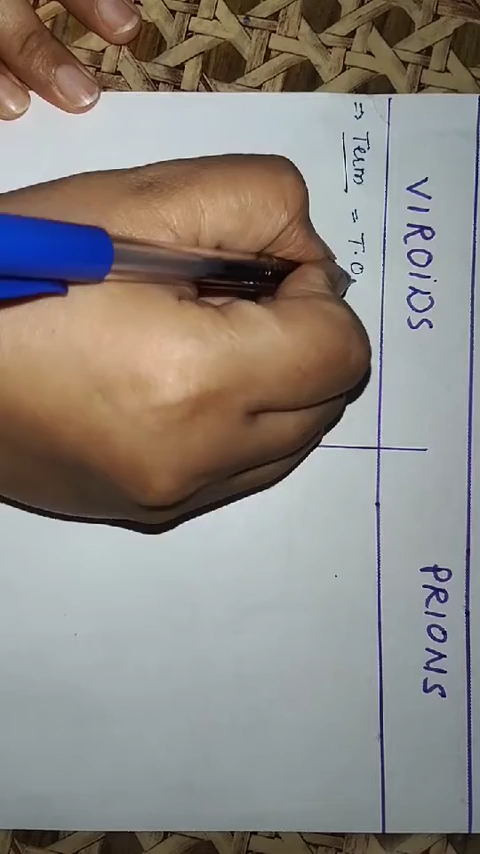 VIROiDS
PRIONS
⇒ Term = T.O